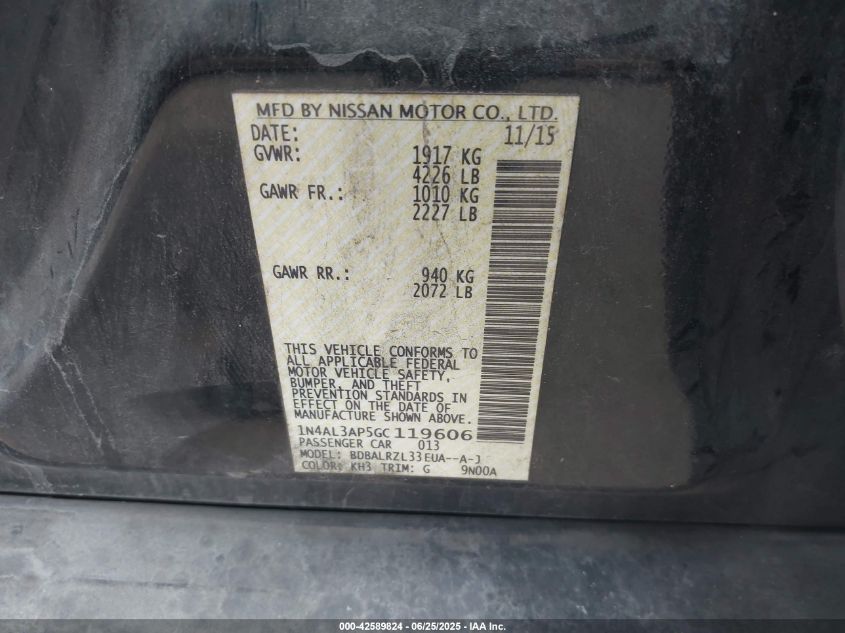 MFD BY NISSAN MOTOR CO., LTD.
DATE: 11/15
GVWR: 1917 KG
4226 LB
GAWR FR.: 1010 KG
2227 LB
GAWR RR.: 940 KG
2072 LB
THIS VEHICLE CONFORMS TO
ALL APPLICABLE FEDERAL
MOTOR VEHICLE SAFETY,
BUMPER, AND THEFT
PREVENTION STANDARDS IN
EFFECT ON THE DATE OF
MANUFACTURE SHOWN ABOVE.
1N4AL3AP5GC119606
PASSENGER CAR 013
MODEL: BDBALRZL33EUA--A-J
COLOR: KH3 TRIM: G 9N00A
000-42589824 - 06/25/2025 - IAA Inc.